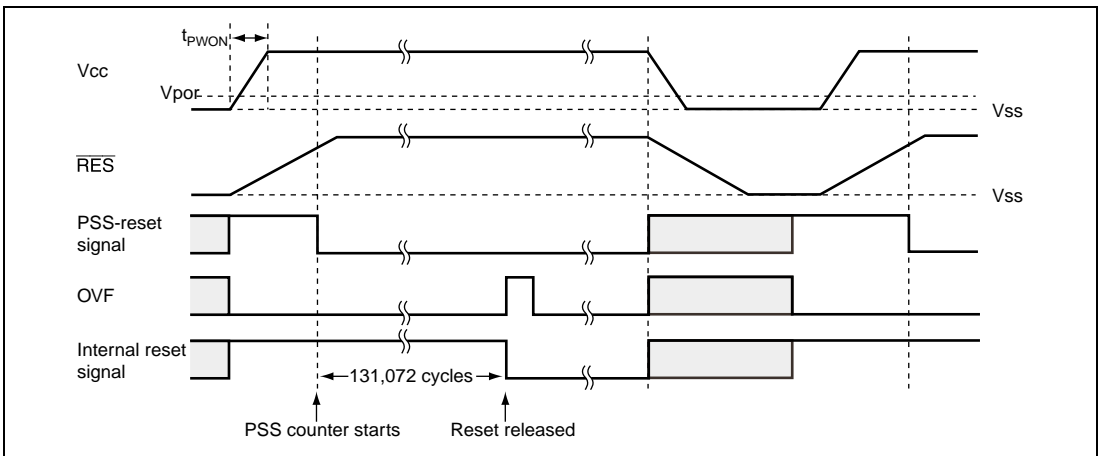 tPWON
Vcc
Vpor
Vss
RES
Vss
PSS-reset
signal
OVF
Internal reset
signal
131,072 cycles
PSS counter starts
Reset released